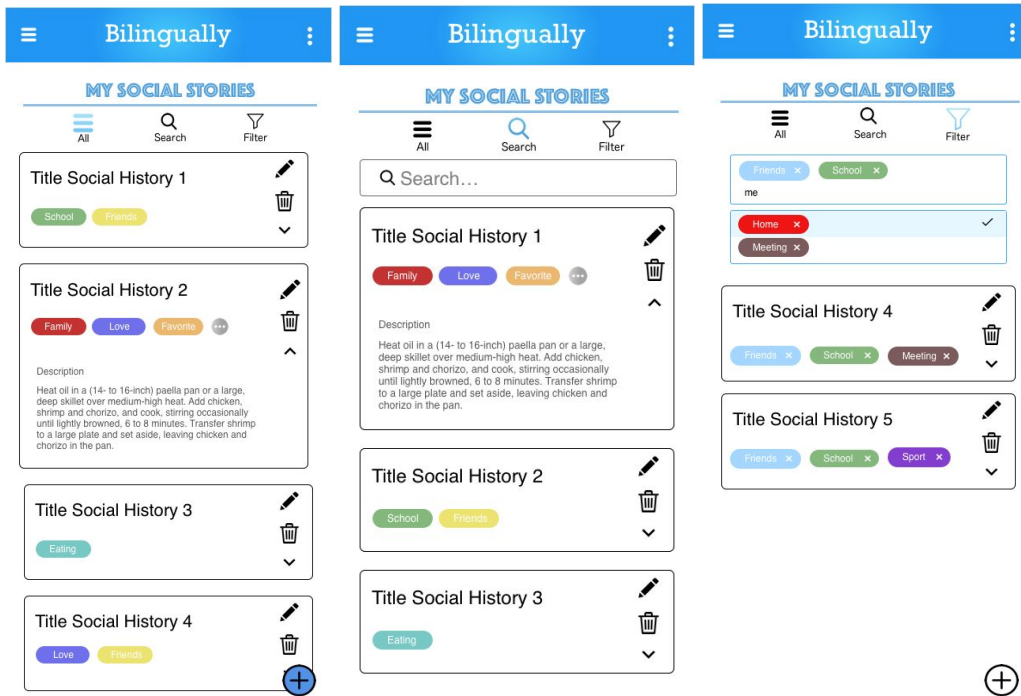 Bilingually
MY SOCIAL STORIES
All Search Filter
Title Social History 1
School Friends
Title Social History 2
Family Love Favorite
Description
Heat oil in a (14- to 16-inch) paella pan or a large,
deep skillet over medium-high heat. Add chicken,
shrimp and chorizo, and cook, stirring occasionally
until lightly browned, 6 to 8 minutes. Transfer shrimp
to a large plate and set aside, leaving chicken and
chorizo in the pan.
Title Social History 3
Eating
Title Social History 4
Love Friends
Bilingually
MY SOCIAL STORIES
All Search Filter
Search...
Title Social History 1
Family Love Favorite
Description
Heat oil in a (14- to 16-inch) paella pan or a large,
deep skillet over medium-high heat. Add chicken,
shrimp and chorizo, and cook, stirring occasionally
until lightly browned, 6 to 8 minutes. Transfer shrimp
to a large plate and set aside, leaving chicken and
chorizo in the pan.
Title Social History 2
School Friends
Title Social History 3
Eating
Bilingually
MY SOCIAL STORIES
All Search Filter
Friends × School ×
me
Home ×
Meeting ×
Title Social History 4
Friends × School × Meeting ×
Title Social History 5
Friends × School × Sport ×